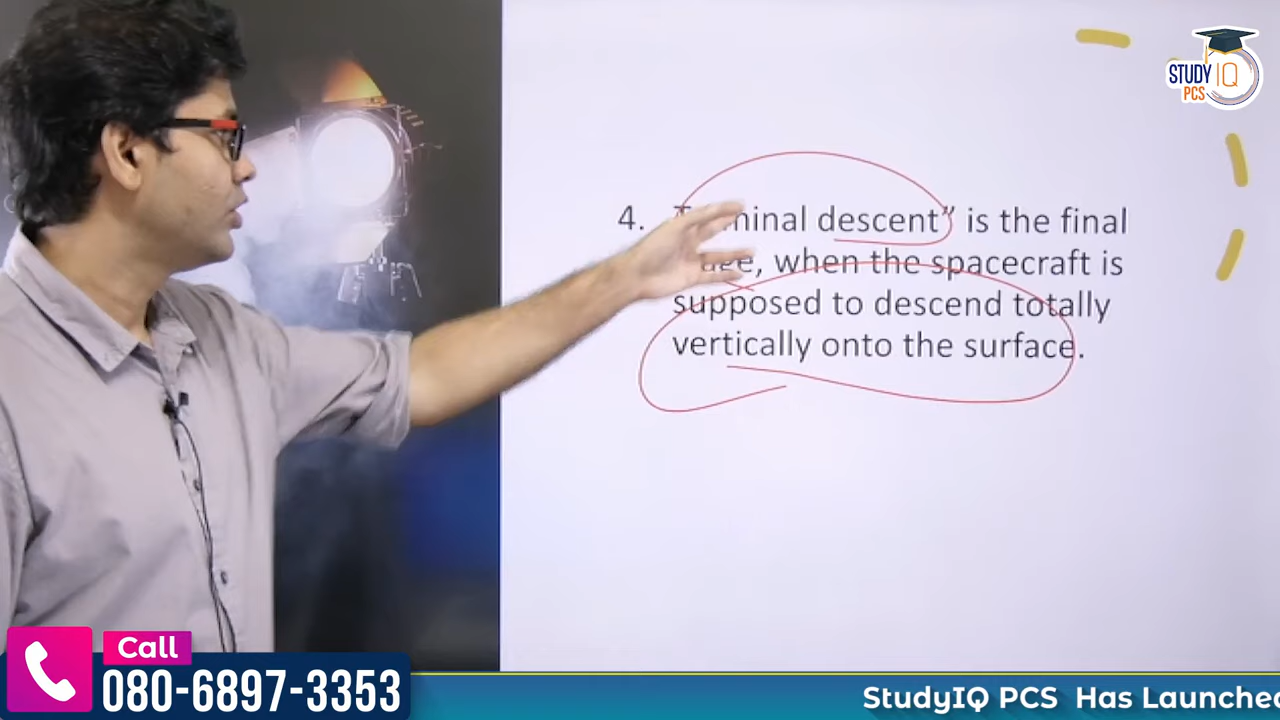 STUDY IQ
PCS
4. minal descent” is the final
when the spacecraft is
supposed to descend totally
vertically onto the surface.
Call
080-6897-3353
StudyIQ PCS Has Launched